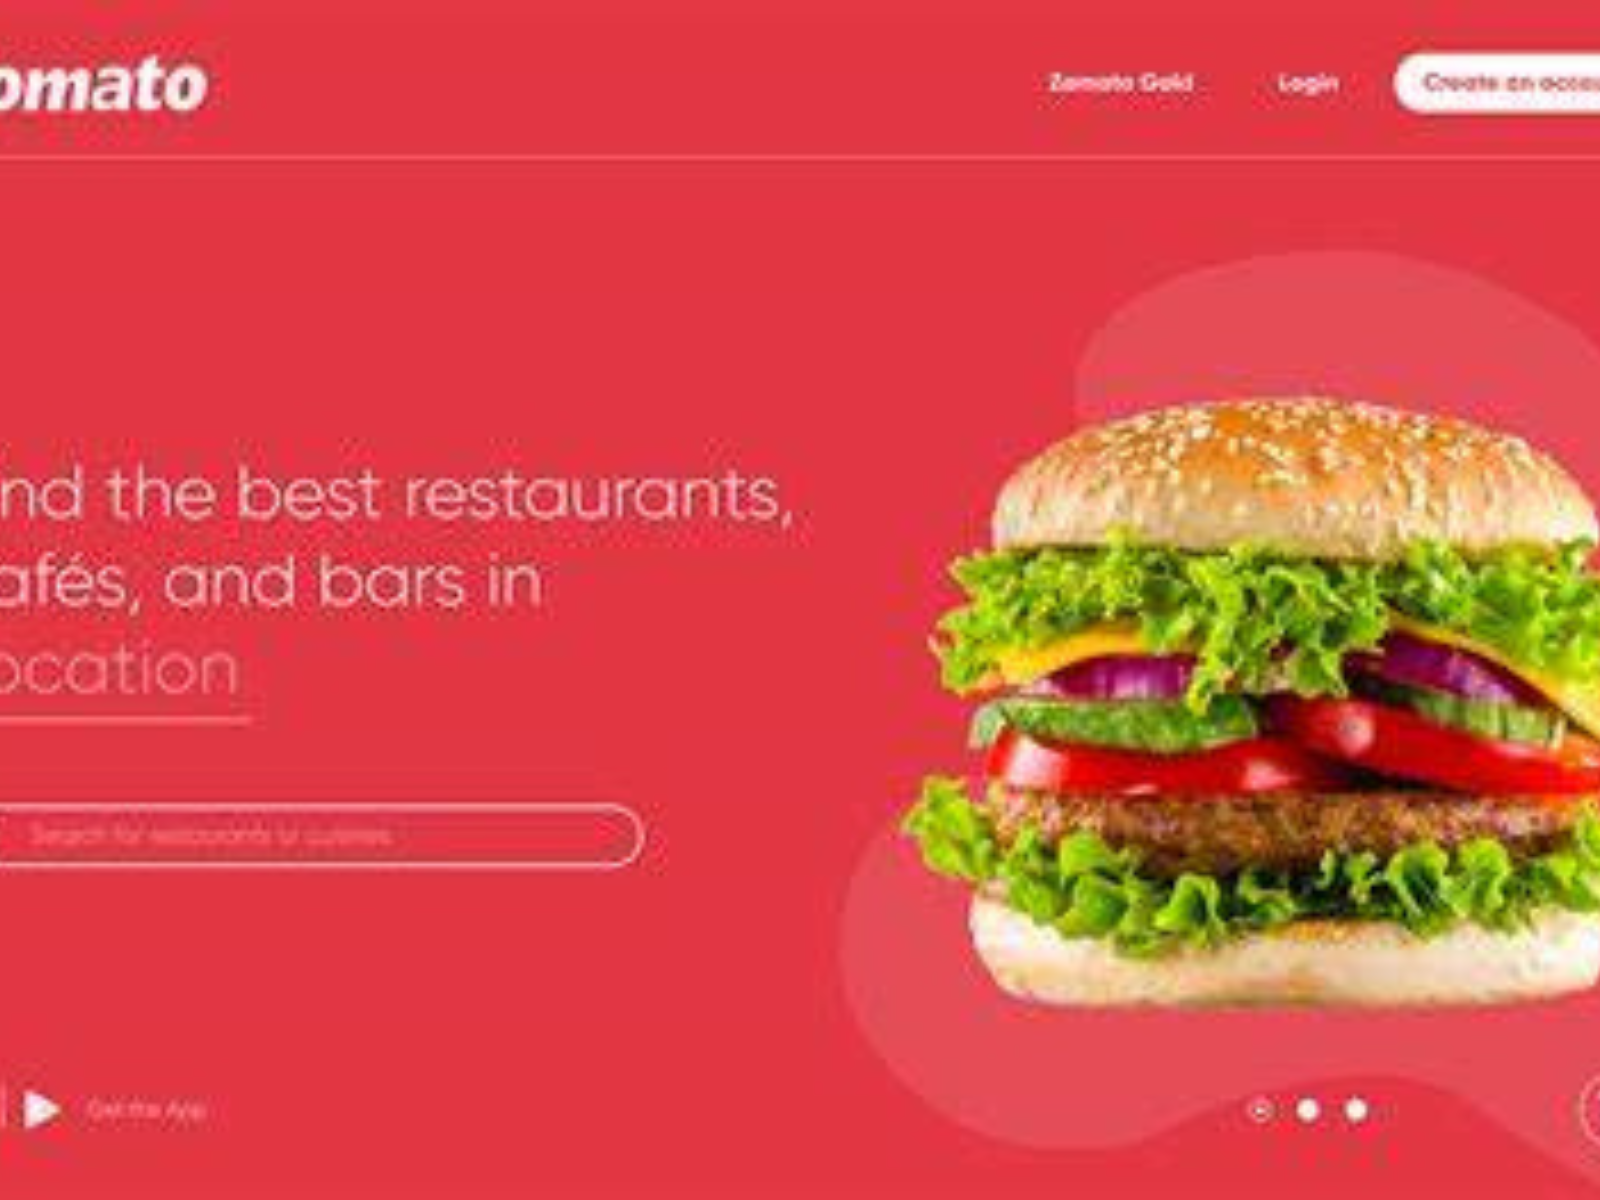 omato
Zomato Gold
Login
Create an accou
nd the best restaurants,
afés, and bars in
ocation
Search for restaurants or cuisines
Get the App